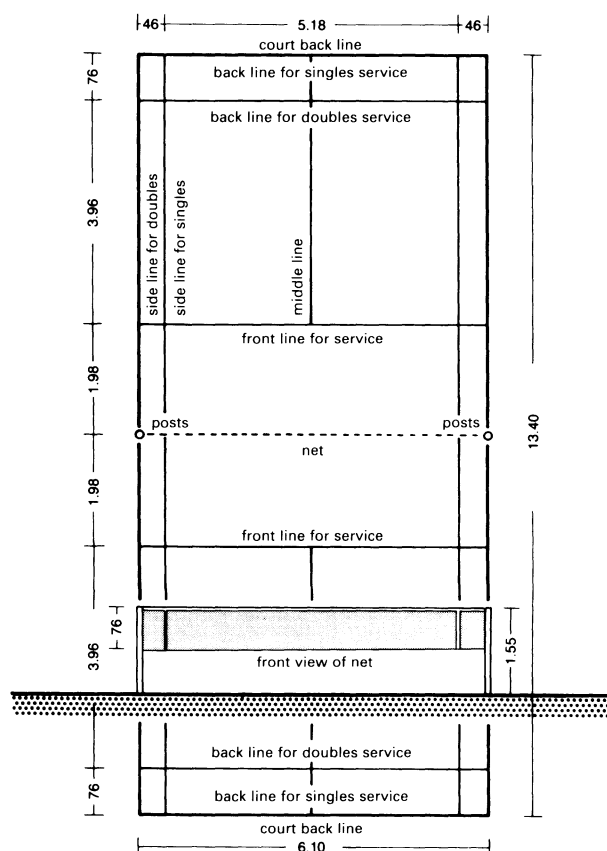 46 5.18 46
court back line
76
back line for singles service
back line for doubles service
3.96
side line for doubles
side line for singles
middle line
front line for service
1.98
posts
posts
net
13.40
1.98
front line for service
76
front view of net
1.55
3.96
back line for doubles service
76
back line for singles service
court back line
6.10